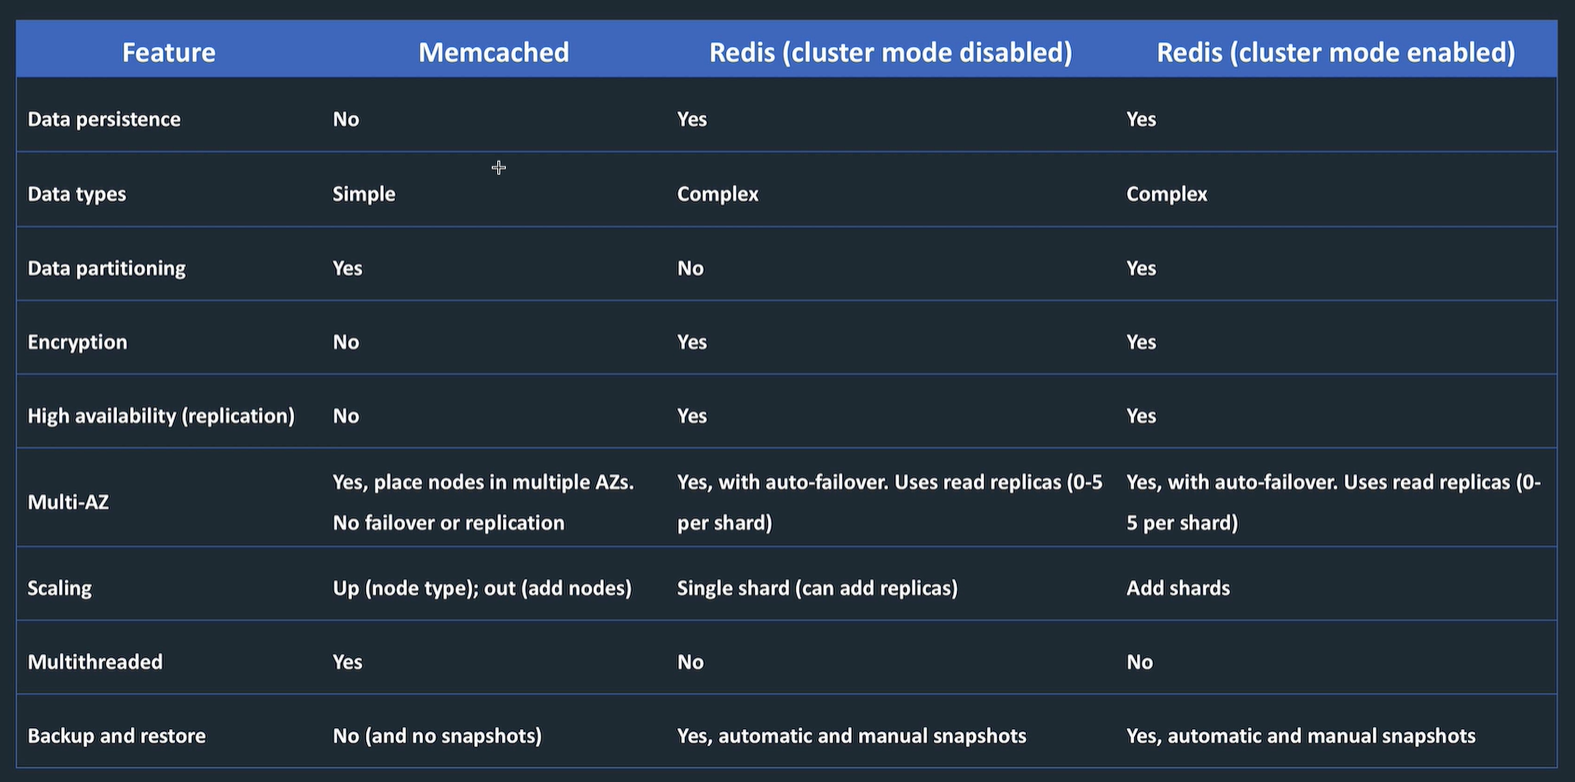 Feature Memcached Redis (cluster mode disabled) Redis (cluster mode enabled)
Data persistence No Yes Yes
Data types Simple Complex Complex
Data partitioning Yes No Yes
Encryption No Yes Yes
High availability (replication) No Yes Yes
Multi-AZ
Yes, place nodes in multiple AZs.
No failover or replication
Yes, with auto-failover. Uses read replicas (0-5
per shard)
Yes, with auto-failover. Uses read replicas (0-
5 per shard)
Scaling Up (node type); out (add nodes) Single shard (can add replicas) Add shards
Multithreaded Yes No No
Backup and restore No (and no snapshots) Yes, automatic and manual snapshots Yes, automatic and manual snapshots